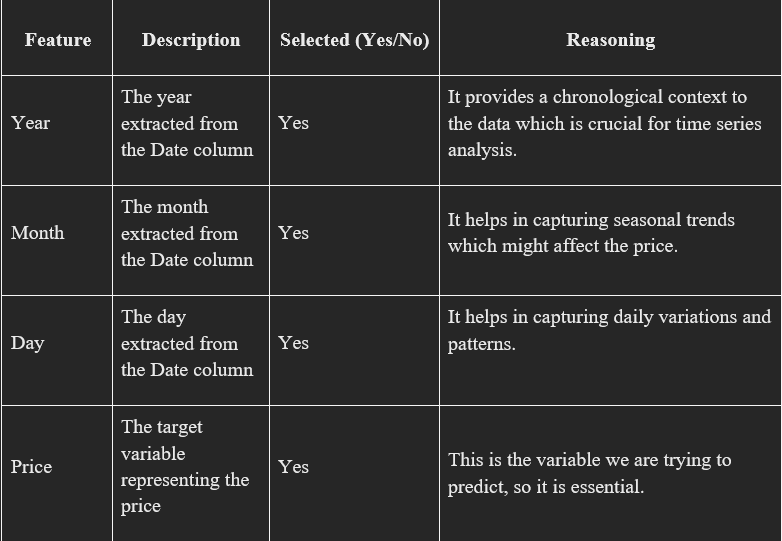 Feature Description Selected (Yes/No) Reasoning
Year
The year
extracted from
the Date column
Yes
It provides a chronological context to
the data which is crucial for time series
analysis.
Month
The month
extracted from
the Date column
Yes
It helps in capturing seasonal trends
which might affect the price.
Day
The day
extracted from
the Date column
Yes
It helps in capturing daily variations and
patterns.
Price
The target
variable
representing the
price
Yes
This is the variable we are trying to
predict, so it is essential.